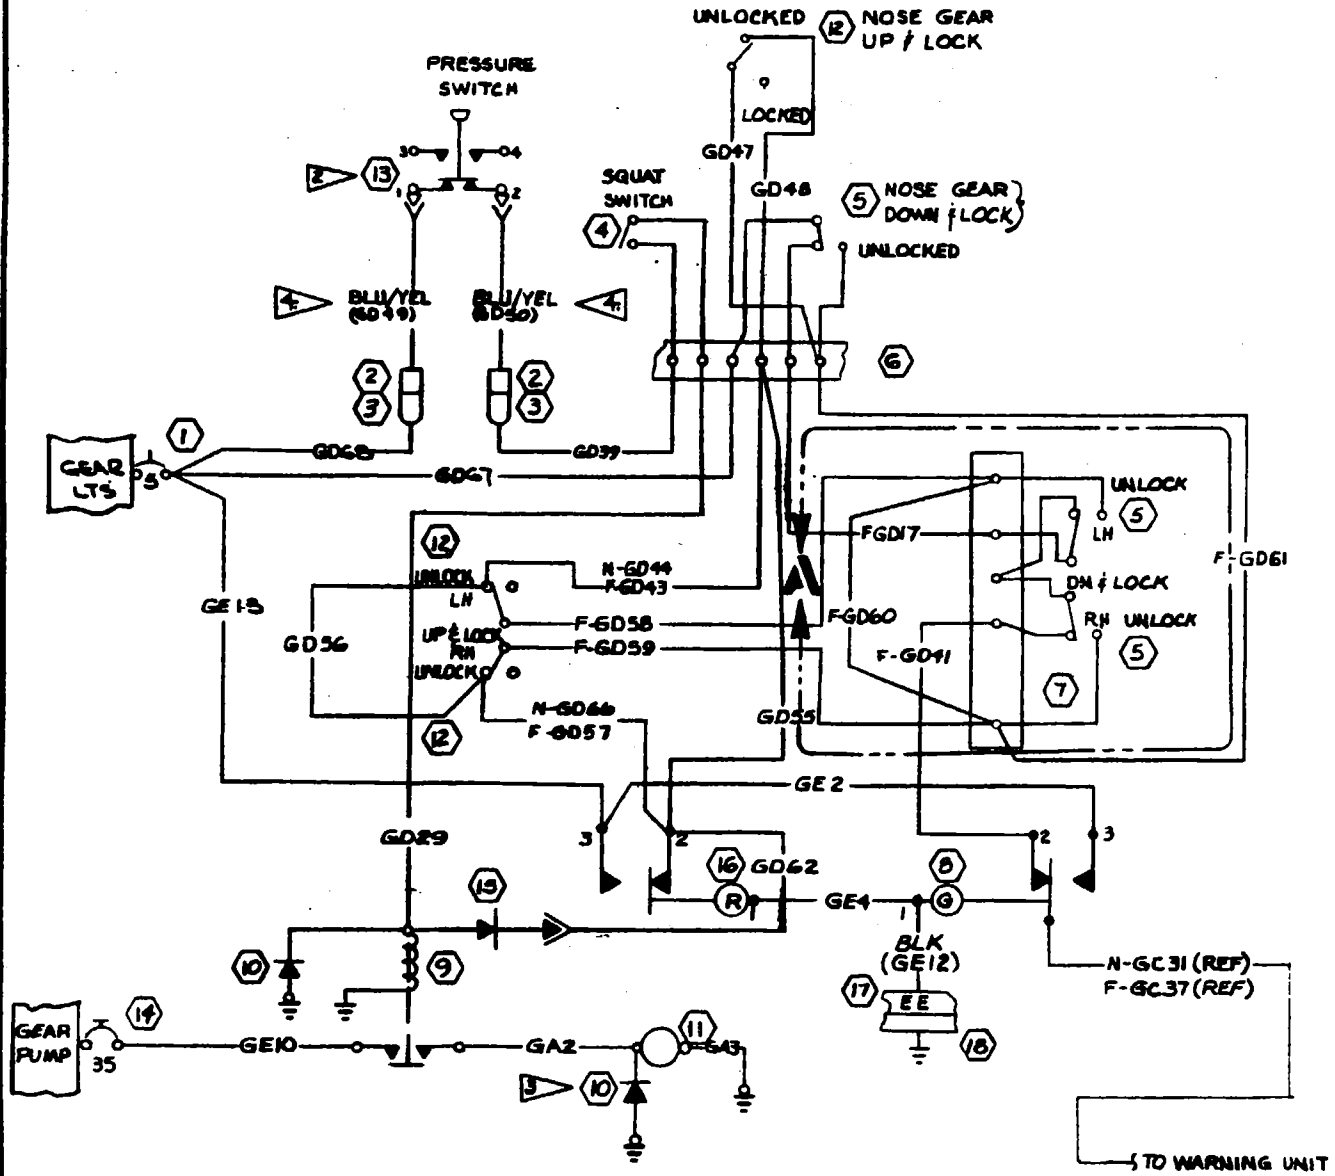 UNLOCKED
12 NOSE GEAR
UP & LOCK
PRESSURE
SWITCH
LOCKED
GD47
3 4
2 13
1 2
SQUAT
SWITCH
4
GD48
5 NOSE GEAR
DOWN & LOCK
UNLOCKED
4 BLU/YEL
(GD49)
BLU/YEL 4
(GD50)
6
2
3
2
3
1
GEAR
LTS
5
GD68
GD39
GD67
UNLOCK
5
LH
FGD17
F-GD61
12
UNLOCK
LH
N-GD44
F-GD43
DN & LOCK
GE13
F-GD58
F-GD60
UP & LOCK
RH
UNLOCK
F-GD59
RH UNLOCK
5
GD56
F-GD41
7
N-GD66
F-GD57
GD55
12
GE2
GD29
3
2
2
3
16
GD62
8
15
R
1
GE4
1
G
10
9
BLK
(GE12)
N-GC31 (REF)
F-GC37 (REF)
17
EE
GEAR
PUMP
35
14
GE10
GA2
11
GA3
18
3 10
TO WARNING UNIT